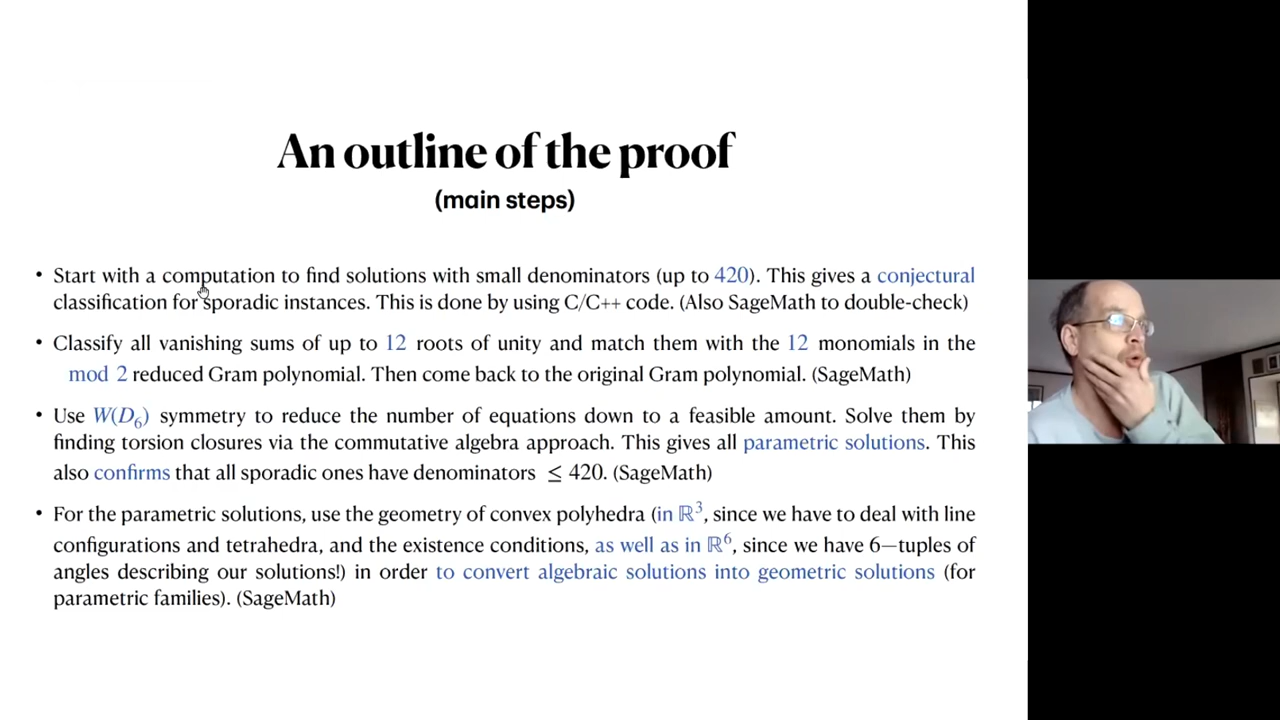 An outline of the proof
(main steps)
• Start with a computation to find solutions with small denominators (up to 420). This gives a conjectural
classification for sporadic instances. This is done by using C/C++ code. (Also SageMath to double-check)
• Classify all vanishing sums of up to 12 roots of unity and match them with the 12 monomials in the
mod 2 reduced Gram polynomial. Then come back to the original Gram polynomial. (SageMath)
• Use W(D₆) symmetry to reduce the number of equations down to a feasible amount. Solve them by
finding torsion closures via the commutative algebra approach. This gives all parametric solutions. This
also confirms that all sporadic ones have denominators ≤ 420. (SageMath)
• For the parametric solutions, use the geometry of convex polyhedra (in ℝ³, since we have to deal with line
configurations and tetrahedra, and the existence conditions, as well as in ℝ⁶, since we have 6—tuples of
angles describing our solutions!) in order to convert algebraic solutions into geometric solutions (for
parametric families). (SageMath)